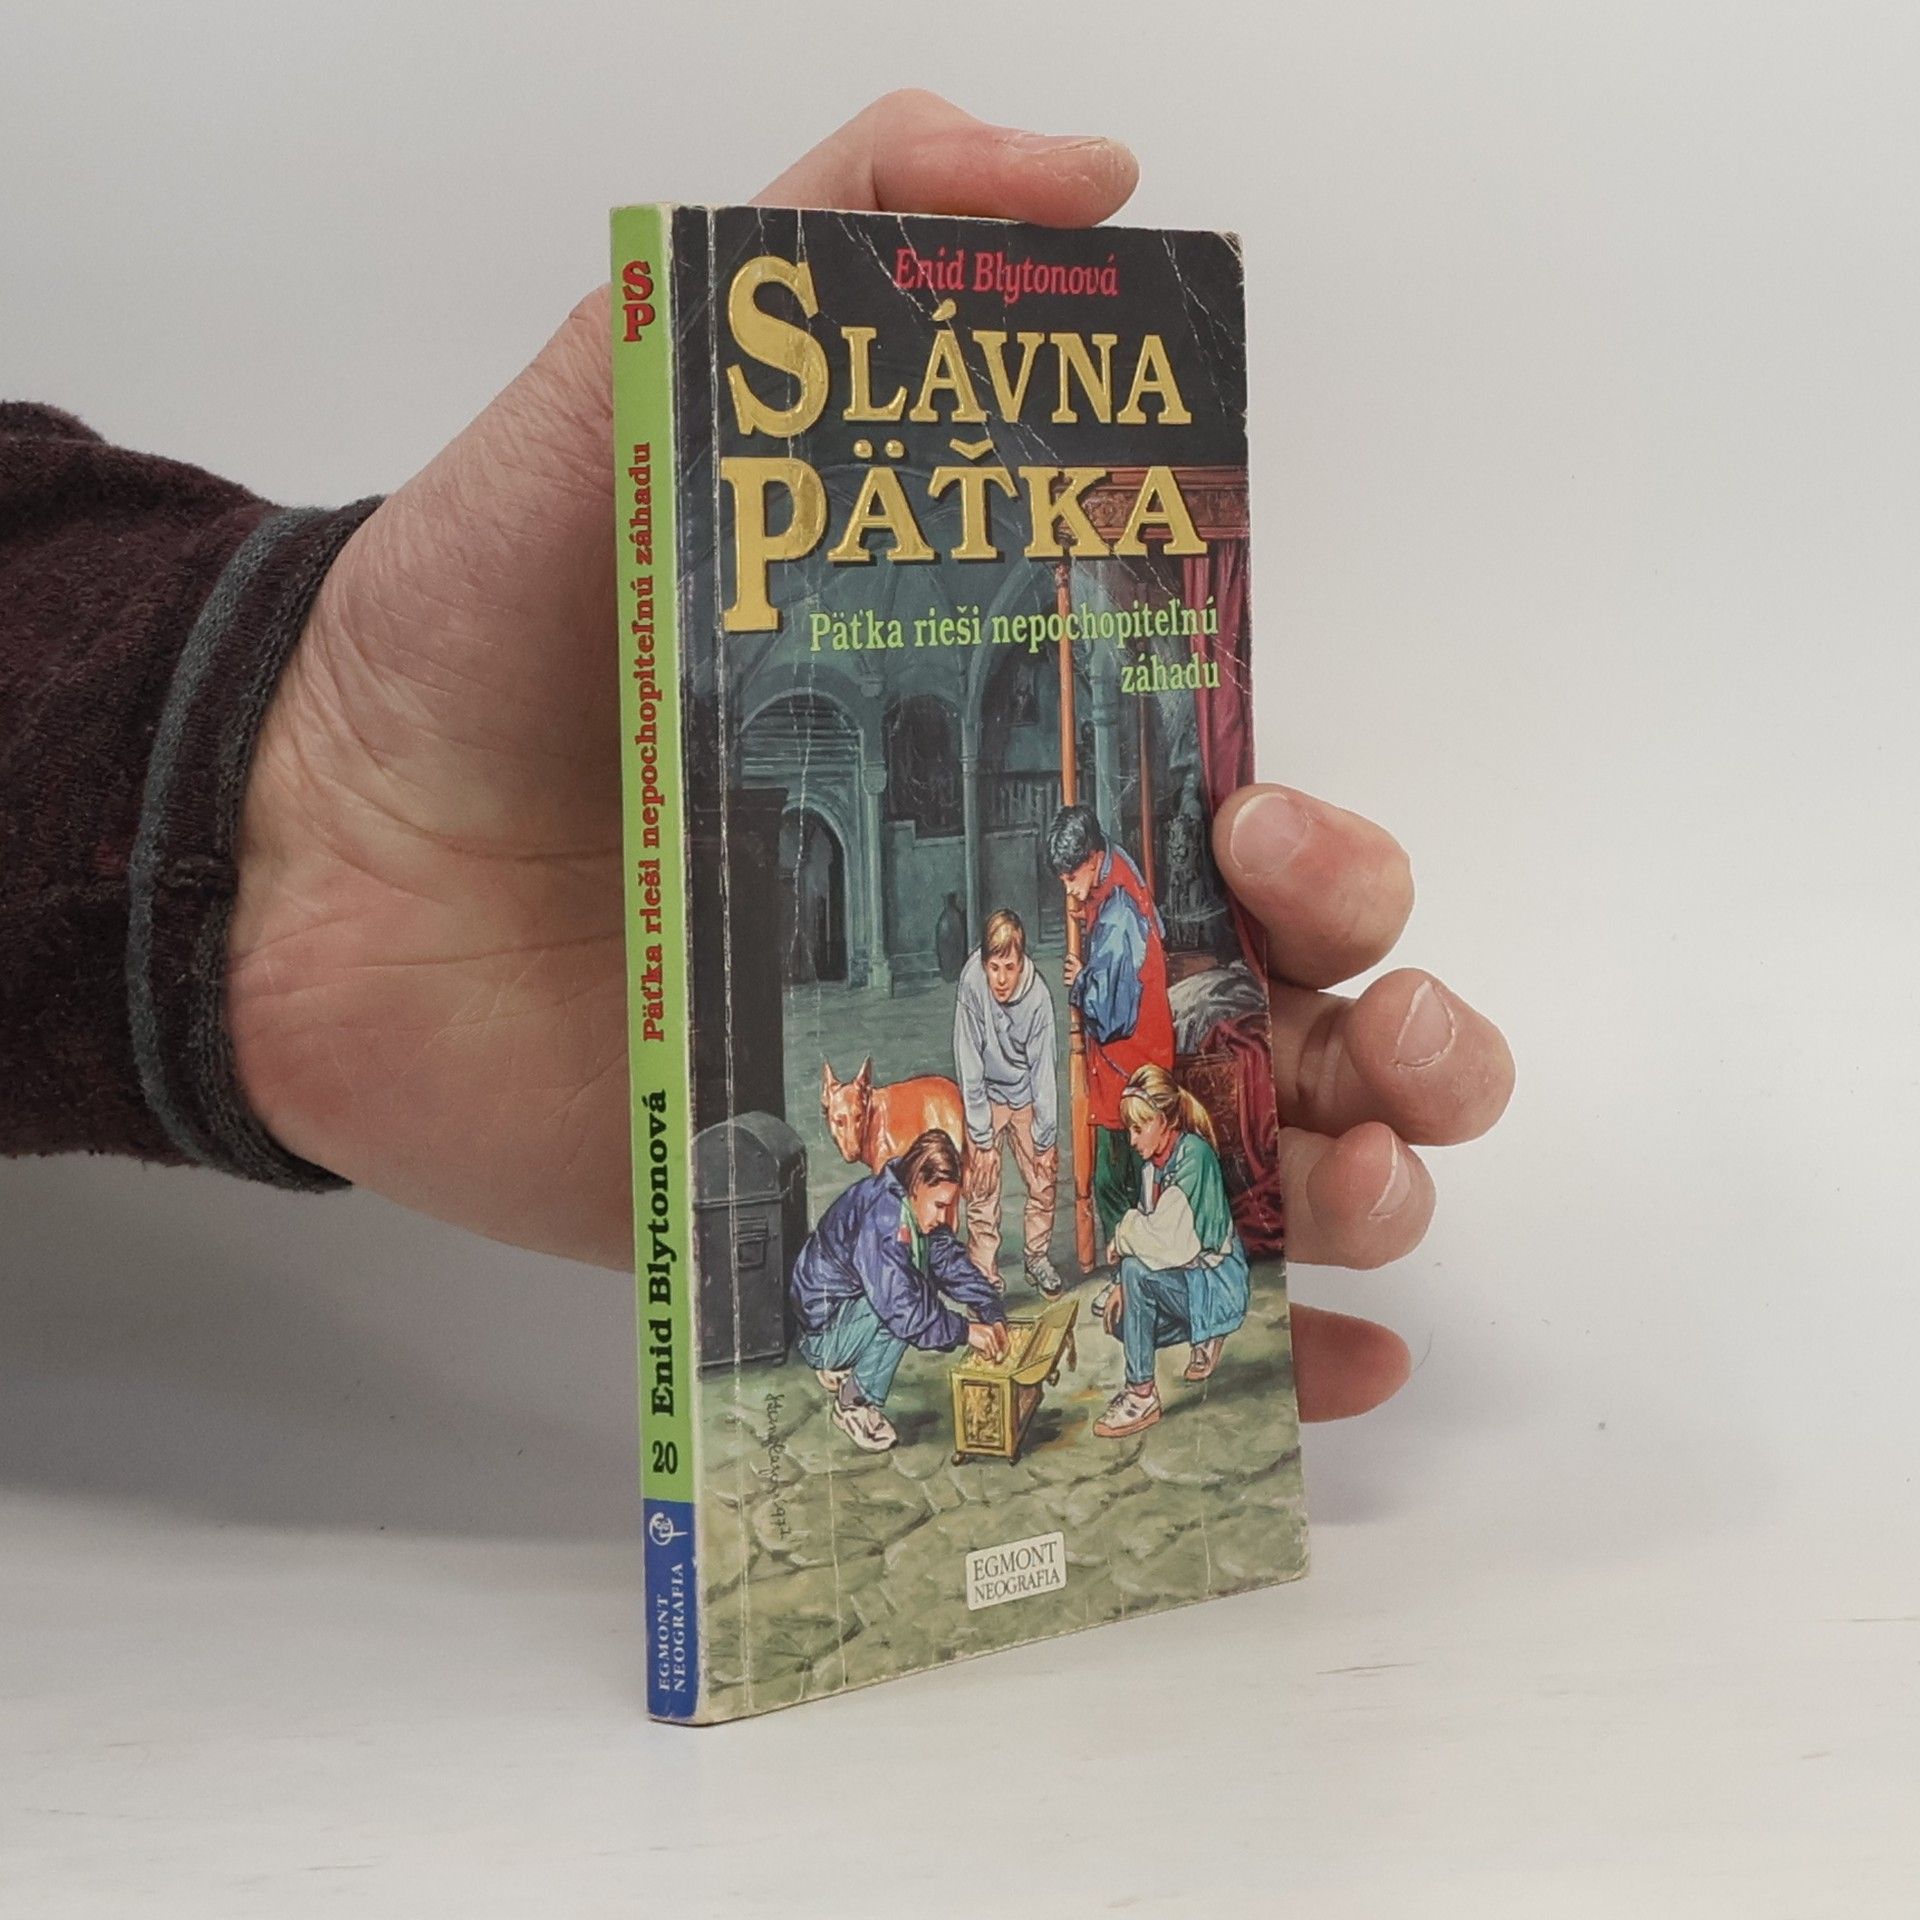 Enid Blytonová
SLÁVNA
PÄŤKA
Päťka rieši nepochopiteľnú
záhadu
EGMONT
NEOGRAFIA
SP
Päťka rieši nepochopiteľnú záhadu
Enid Blytonová
20
EGMONT
NEOGRAFIA